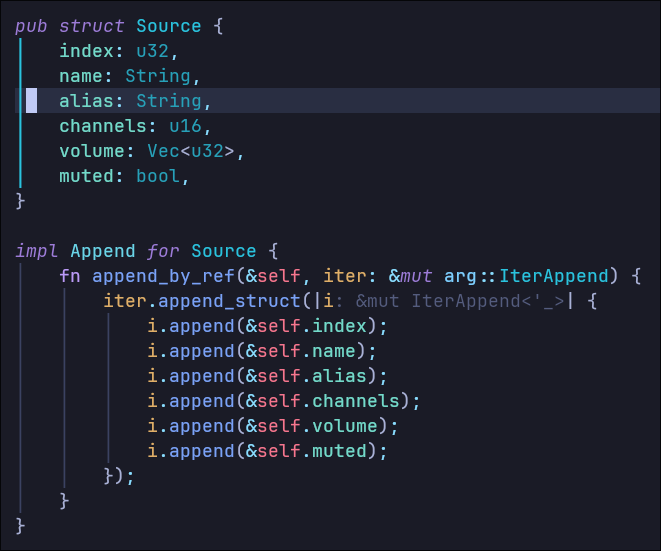 pub struct Source {
    index: u32,
    name: String,
    alias: String,
    channels: u16,
    volume: Vec<u32>,
    muted: bool,
}

impl Append for Source {
    fn append_by_ref(&self, iter: &mut arg::IterAppend) {
        iter.append_struct(|i: &mut IterAppend<'_>| {
            i.append(&self.index);
            i.append(&self.name);
            i.append(&self.alias);
            i.append(&self.channels);
            i.append(&self.volume);
            i.append(&self.muted);
        });
    }
}